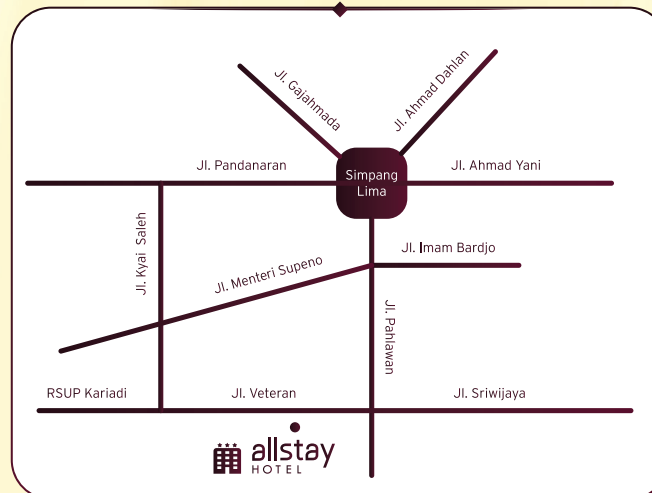 Jl. Gajahmada
Jl. Ahmad Dahlan
Jl. Pandanaran
Simpang
Lima
Jl. Ahmad Yani
Jl. Kyai Saleh
Jl. Menteri Supeno
Jl. Imam Bardjo
Jl. Pahlawan
RSUP Kariadi
Jl. Veteran
Jl. Sriwijaya
allstay
HOTEL